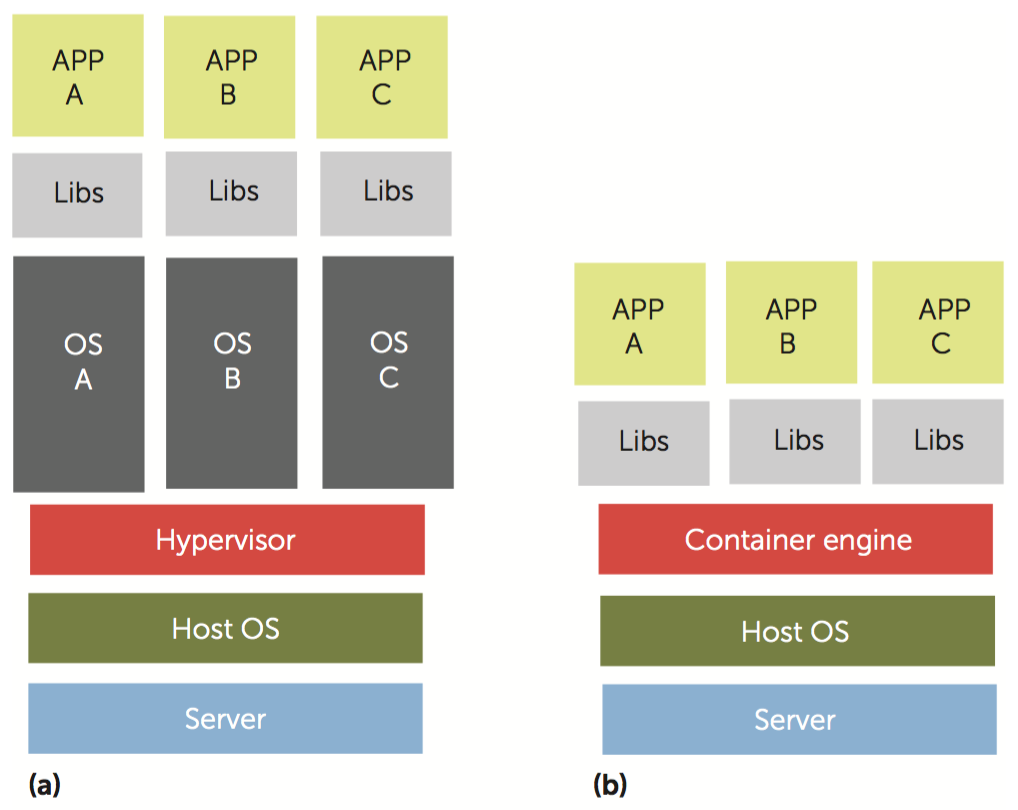 APP
A
APP
B
APP
C
Libs
Libs
Libs
OS
A
OS
B
OS
C
Hypervisor
Host OS
Server
(a)
APP
A
APP
B
APP
C
Libs
Libs
Libs
Container engine
Host OS
Server
(b)